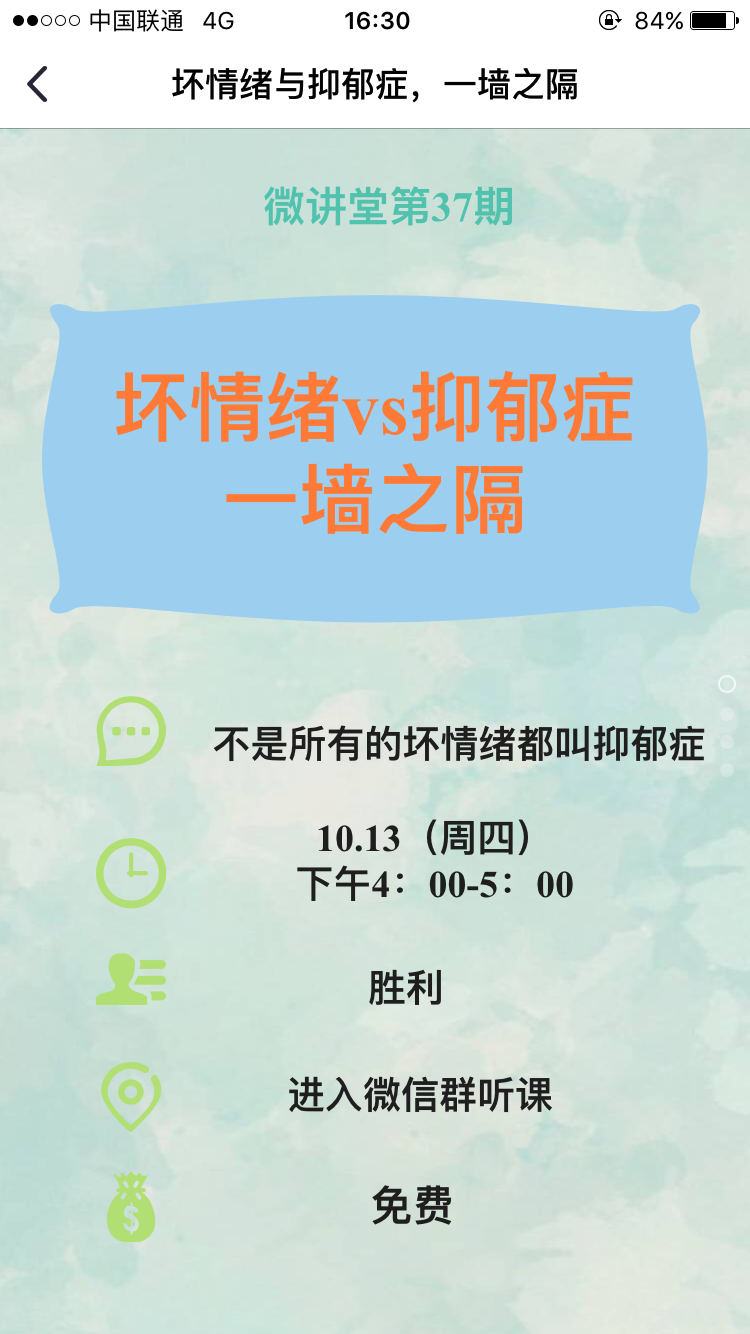 中国联通 4G 16:30 84%
坏情绪与抑郁症，一墙之隔
微讲堂第37期
坏情绪vs抑郁症
一墙之隔
不是所有的坏情绪都叫抑郁症
10.13（周四）
下午4：00-5：00
胜利
进入微信群听课
$
免费